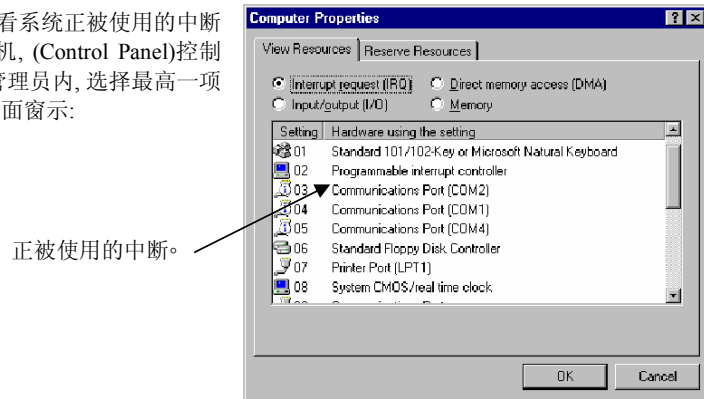 看系统正被使用的中断
机, (Control Panel)控制
管理员内, 选择最高一项
面窗示:
正被使用的中断。
Computer Properties
View Resources Reserve Resources
Interrupt request (IRQ) Direct memory access (DMA)
Input/output (I/O) Memory
Setting Hardware using the setting
01 Standard 101/102-Key or Microsoft Natural Keyboard
02 Programmable interrupt controller
03 Communications Port (COM2)
04 Communications Port (COM1)
05 Communications Port (COM4)
06 Standard Floppy Disk Controller
07 Printer Port (LPT1)
08 System CMOS/real time clock
OK Cancel